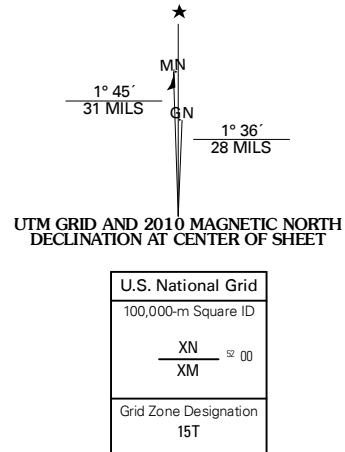 ★
MN
1° 45´
31 MILS
GN
1° 36´
28 MILS
UTM GRID AND 2010 MAGNETIC NORTH
DECLINATION AT CENTER OF SHEET
U.S. National Grid
100,000-m Square ID
XN
52 00
XM
Grid Zone Designation
15T